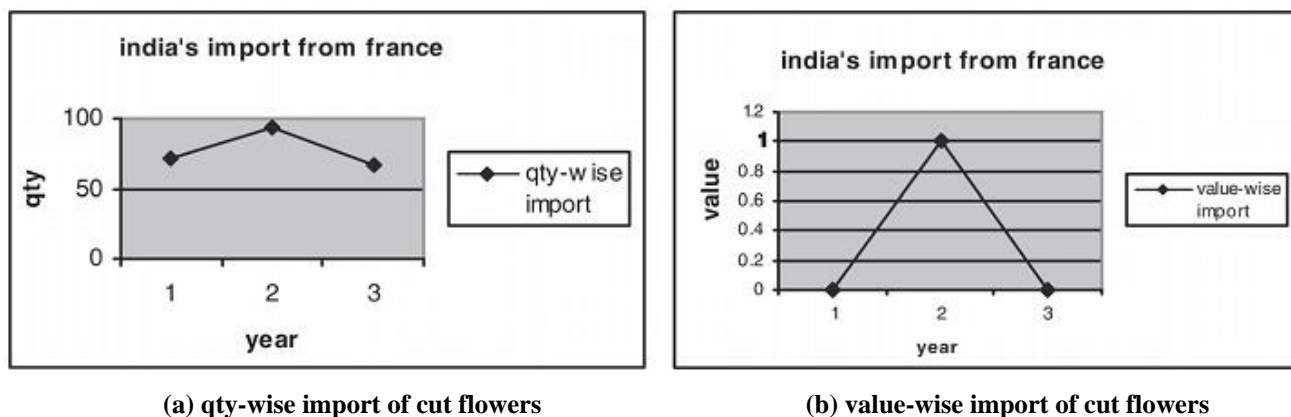 india's import from france
100
50
0
qty
1 2 3
year
qty-wise
import
india's import from france
1.2
1
0.8
0.6
0.4
0.2
0
value
1 2 3
year
value-wise
import
(a) qty-wise import of cut flowers
(b) value-wise import of cut flowers